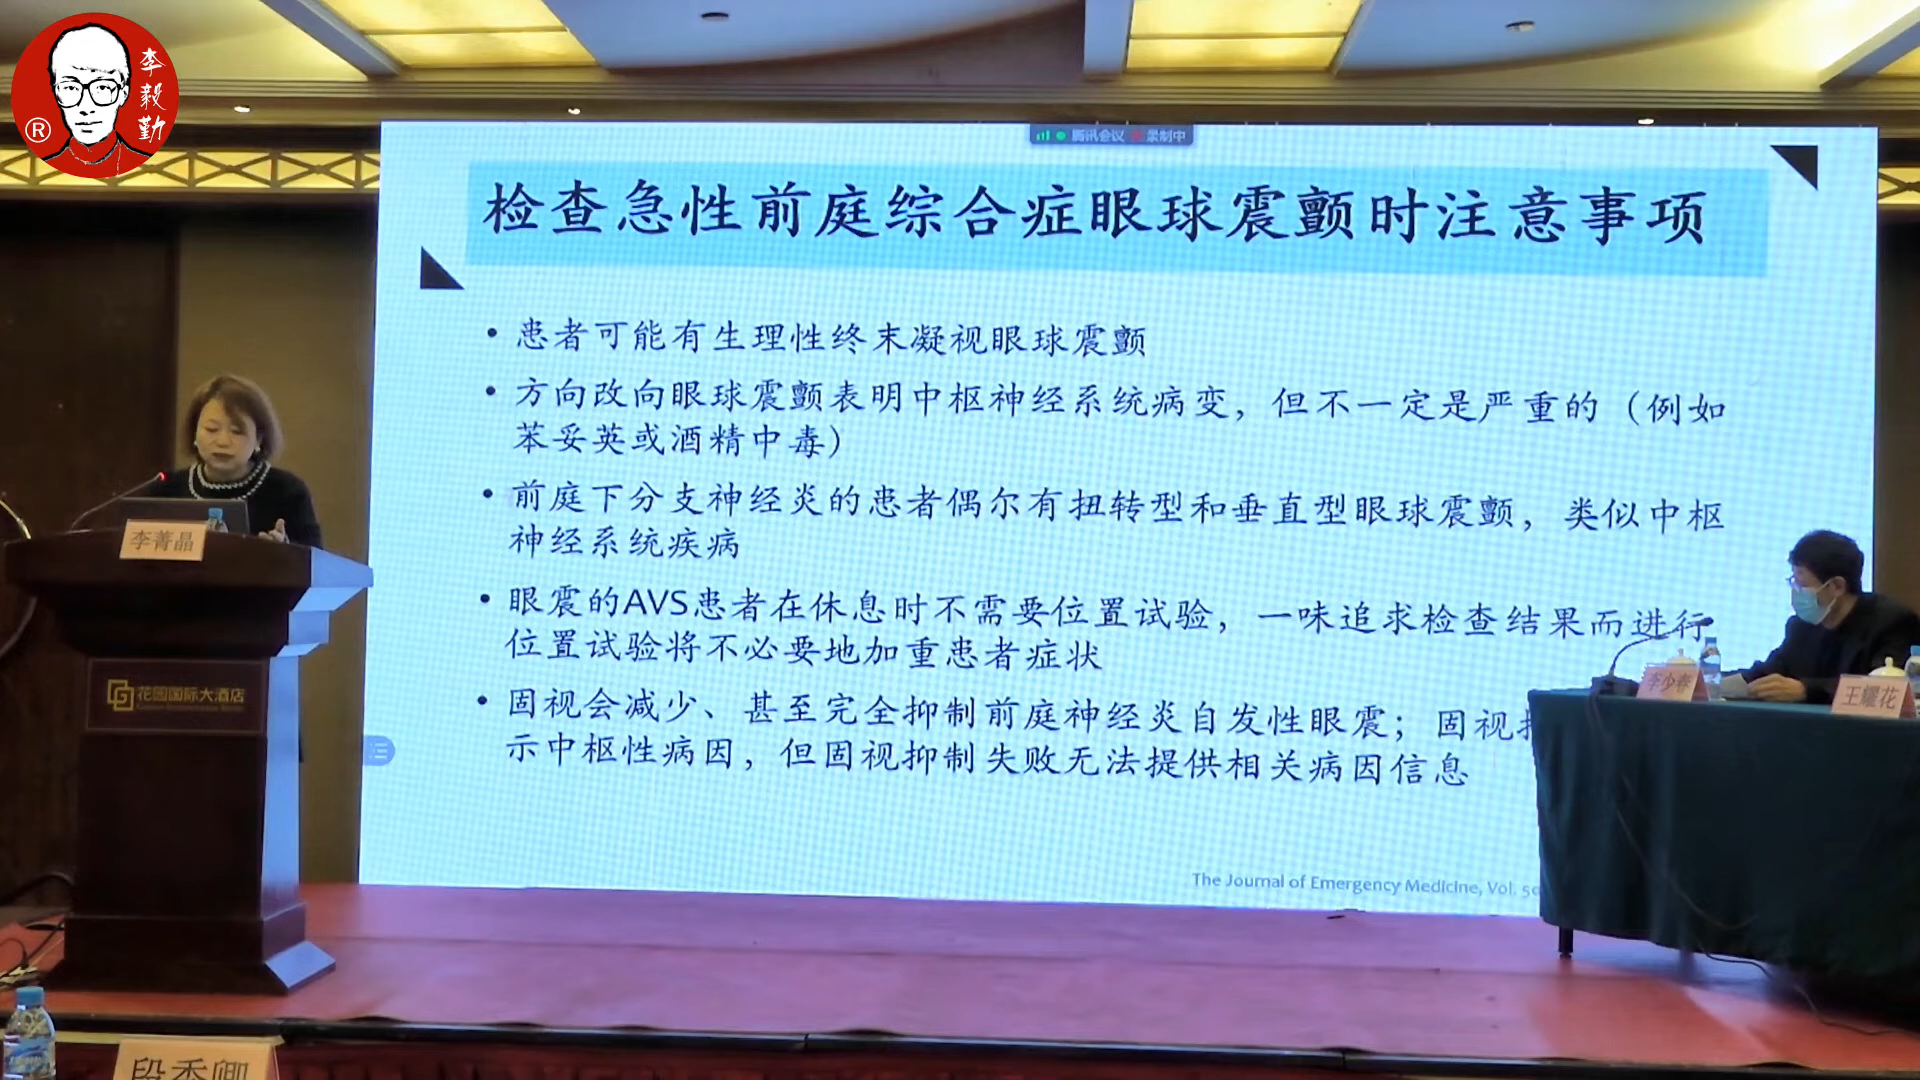 李毅勤
®
腾讯会议 录制中
检查急性前庭综合症眼球震颤时注意事项
• 患者可能有生理性终末凝视眼球震颤
• 方向改向眼球震颤表明中枢神经系统病变，但不一定是严重的（例如
苯妥英或酒精中毒）
• 前庭下分支神经炎的患者偶尔有扭转型和垂直型眼球震颤，类似中枢
神经系统疾病
• 眼震的AVS患者在休息时不需要位置试验，一味追求检查结果而进行
位置试验将不必要地加重患者症状
• 固视会减少、甚至完全抑制前庭神经炎自发性眼震；固视
示中枢性病因，但固视抑制失败无法提供相关病因信息
The Journal of Emergency Medicine, Vol. 50
李菁晶
花园国际大酒店
李少春
王耀花
段香卿